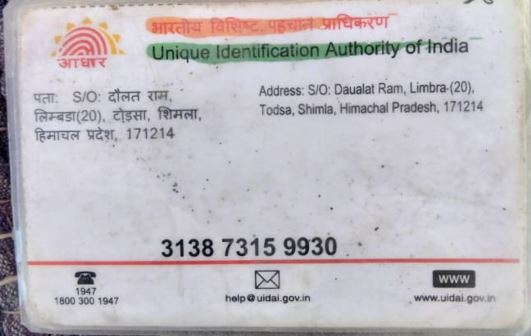 भारतीय विशिष्ट पहचान प्राधिकरण
Unique Identification Authority of India
आधार
पता: S/O: दौलत राम,
लिम्बडा(20), टोड़सा, शिमला,
हिमाचल प्रदेश, 171214
Address: S/O: Daualat Ram, Limbra-(20),
Todsa, Shimla, Himachal Pradesh, 171214
3138 7315 9930
1947
1800 300 1947
help@uidai.gov.in
www
www.uidai.gov.in